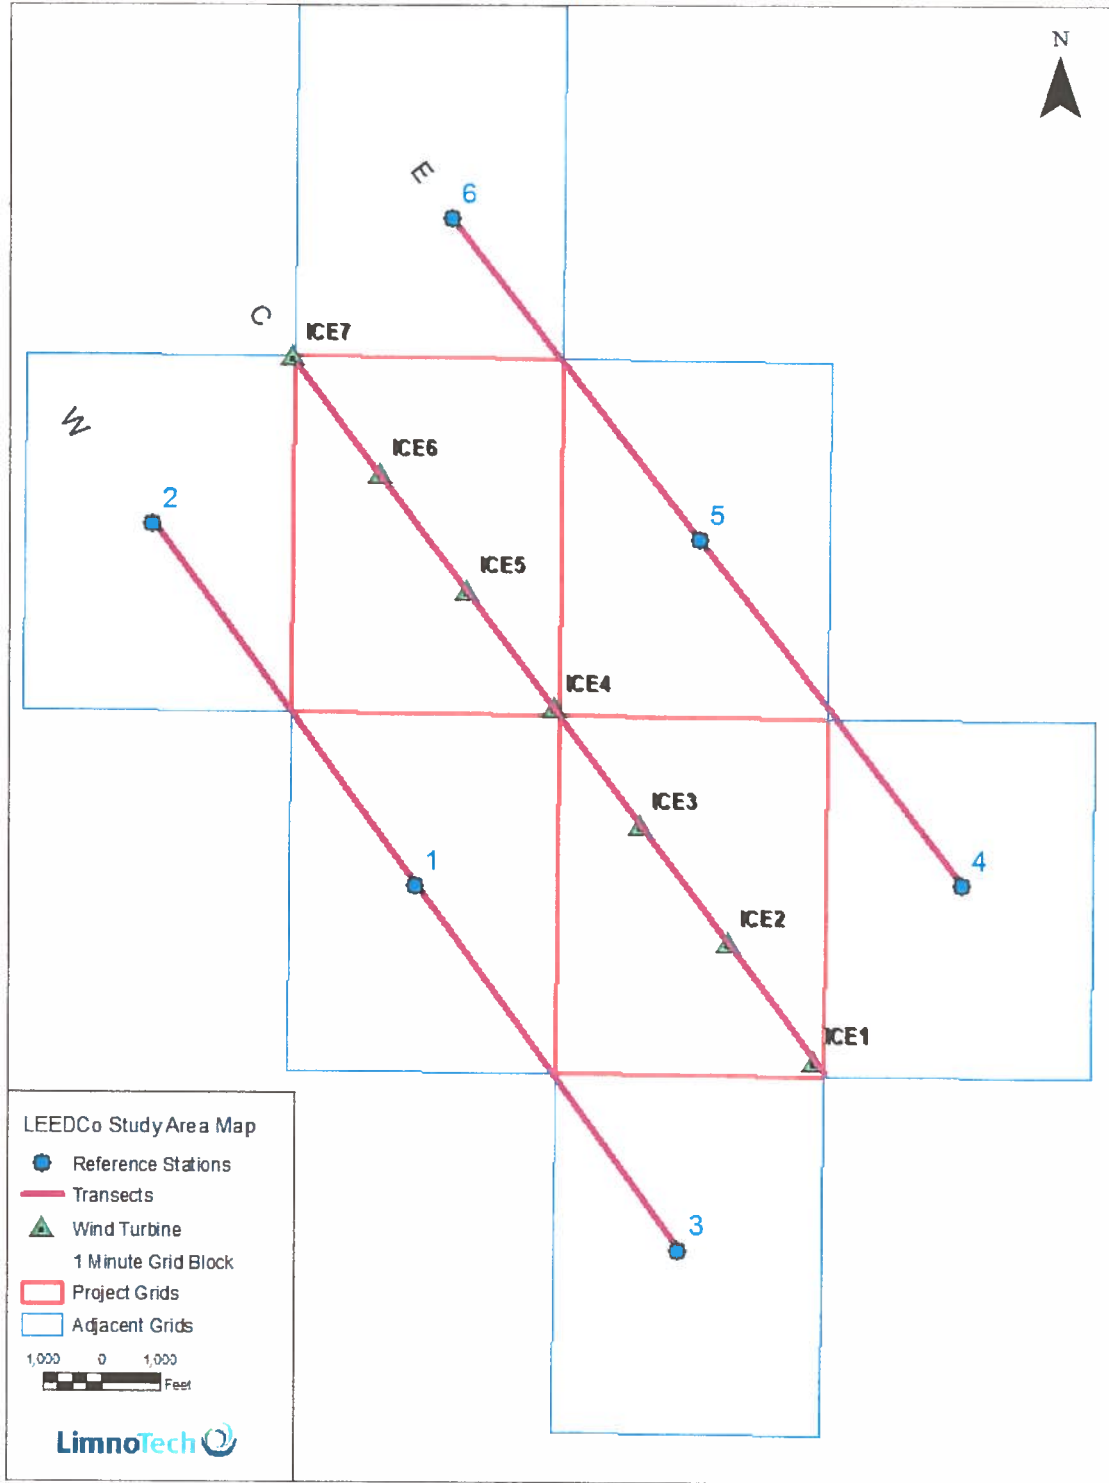 N
E
6
C
ICE7
W
ICE6
2
5
ICE5
ICE4
ICE3
1
4
ICE2
ICE1
LEEDCo Study Area Map
Reference Stations
Transects
Wind Turbine
1 Minute Grid Block
Project Grids
Adjacent Grids
1,000 0 1,000
Feet
LimnoTech
3